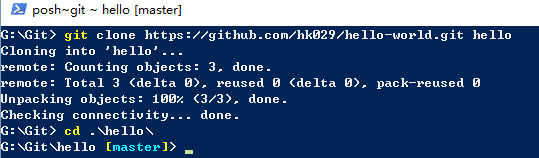 posh~git ~ hello [master]
G:\Git> git clone https://github.com/hk029/hello-world.git hello
Cloning into 'hello'...
remote: Counting objects: 3, done.
remote: Total 3 (delta 0), reused 0 (delta 0), pack-reused 0
Unpacking objects: 100% (3/3), done.
Checking connectivity... done.
G:\Git> cd .\hello\
G:\Git\hello [master]>